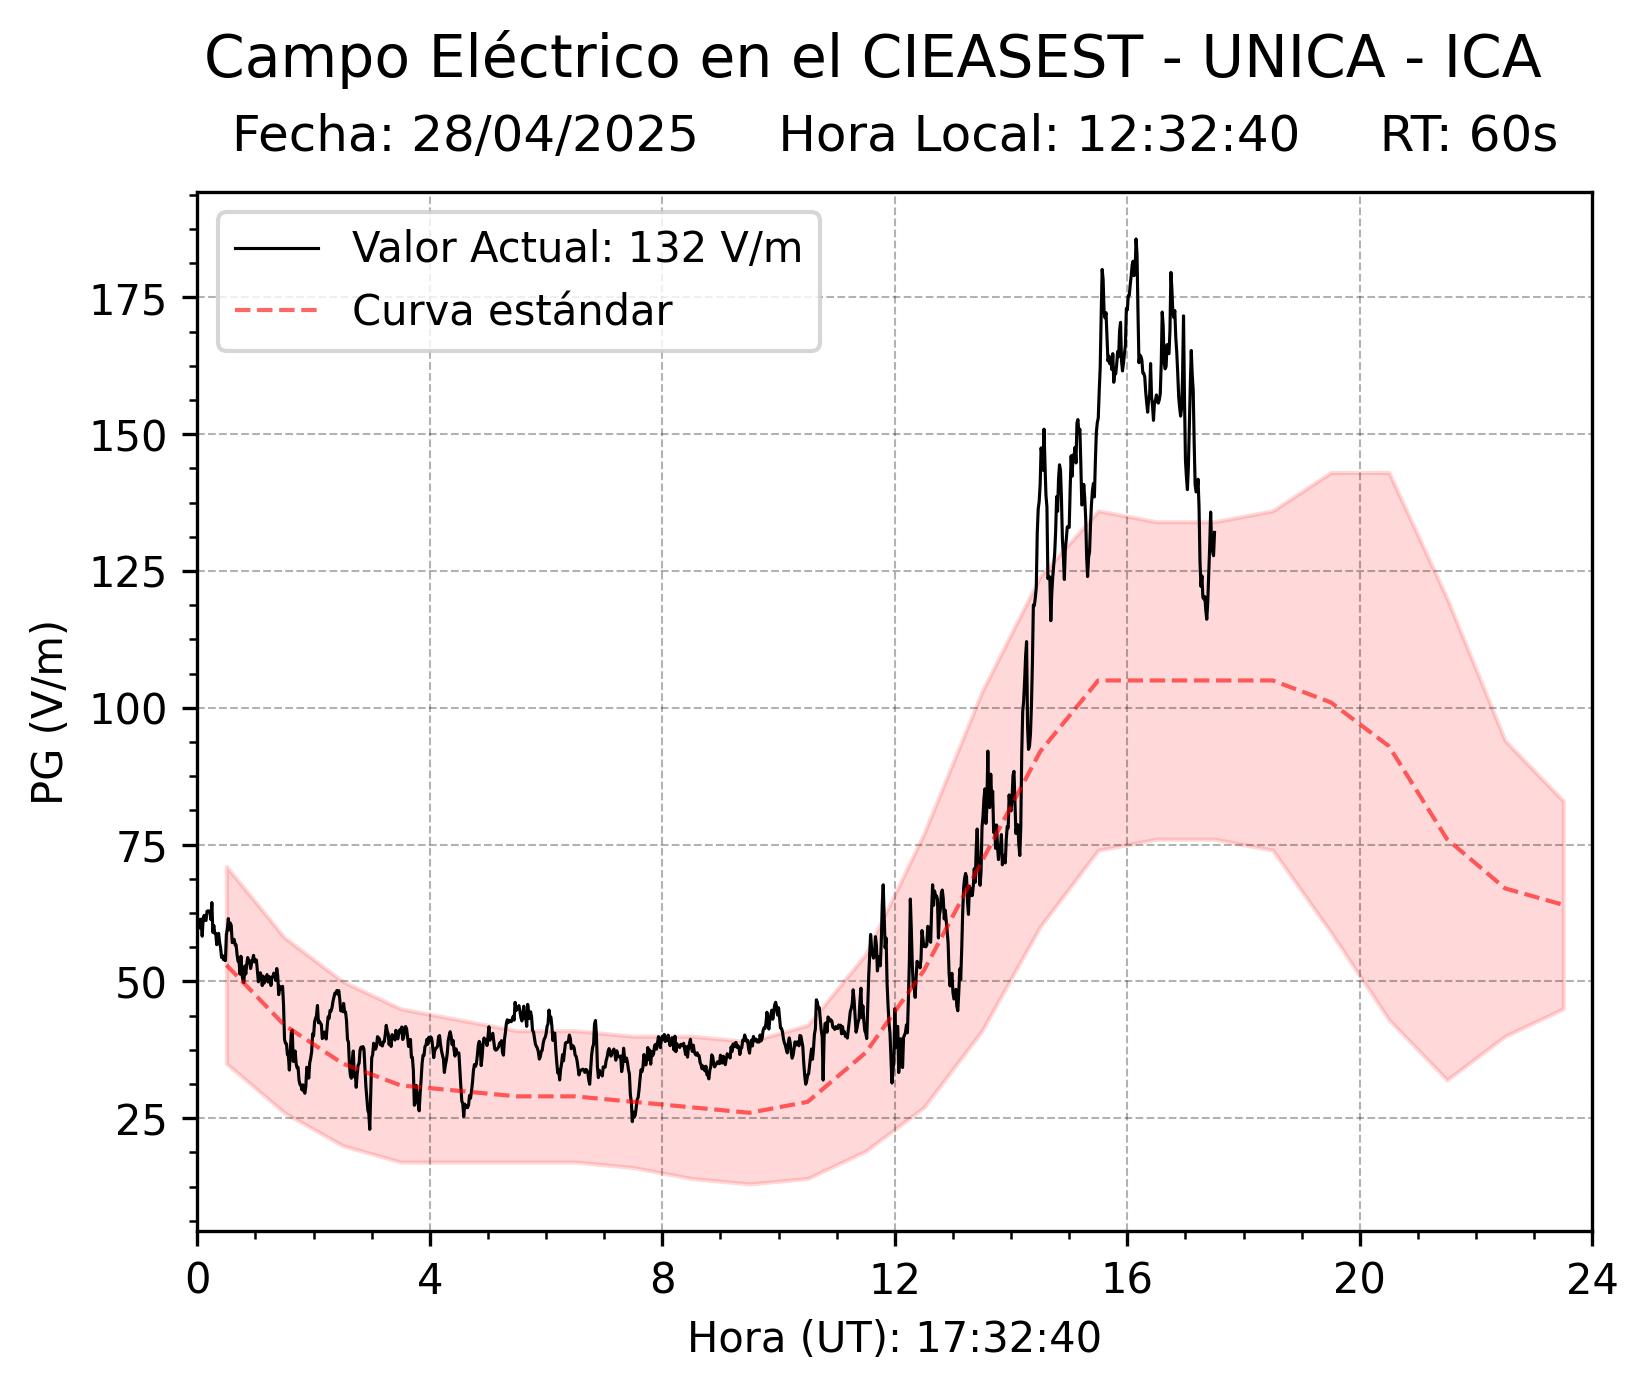 Campo Eléctrico en el CIEASEST - UNICA - ICA
Fecha: 28/04/2025 Hora Local: 12:32:40 RT: 60s
Valor Actual: 132 V/m
Curva estándar
175
150
125
100
75
50
25
PG (V/m)
0 4 8 12 16 20 24
Hora (UT): 17:32:40